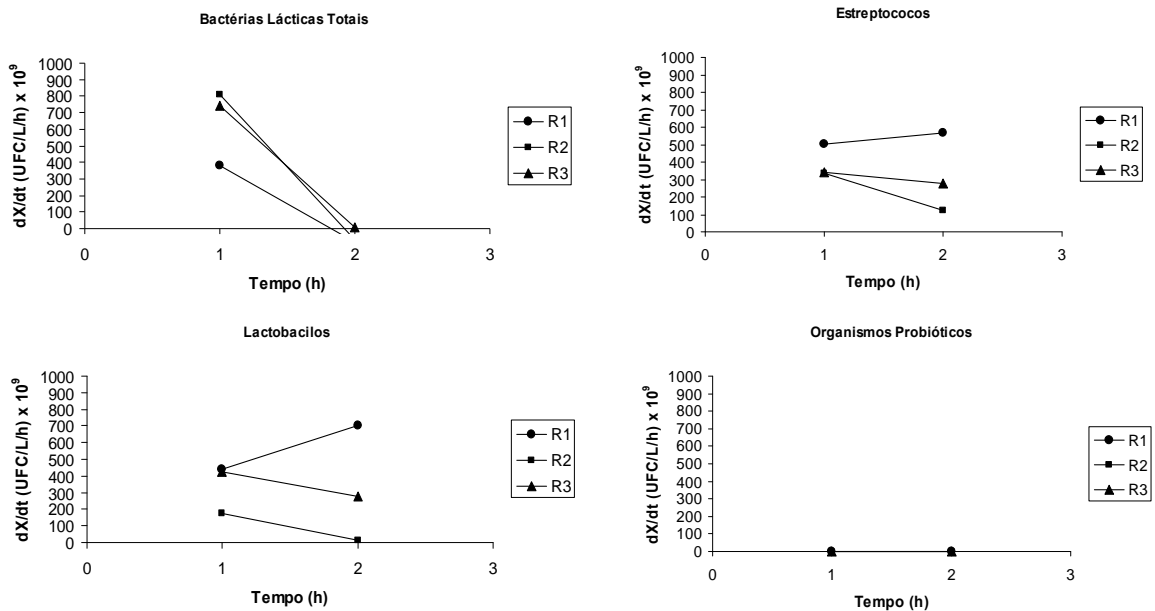 Bactérias Lácticas Totais
dX/dt (UFC/L/h) x 10⁹
1000
900
800
700
600
500
400
300
200
100
0
0 1 2 3
Tempo (h)
R1
R2
R3
Estreptococos
dX/dt (UFC/L/h) x 10⁹
1000
900
800
700
600
500
400
300
200
100
0
0 1 2 3
Tempo (h)
R1
R2
R3
Lactobacilos
dX/dt (UFC/L/h) x 10⁹
1000
900
800
700
600
500
400
300
200
100
0
0 1 2 3
Tempo (h)
R1
R2
R3
Organismos Probióticos
dX/dt (UFC/L/h) x 10⁹
1000
900
800
700
600
500
400
300
200
100
0
0 1 2 3
Tempo (h)
R1
R2
R3